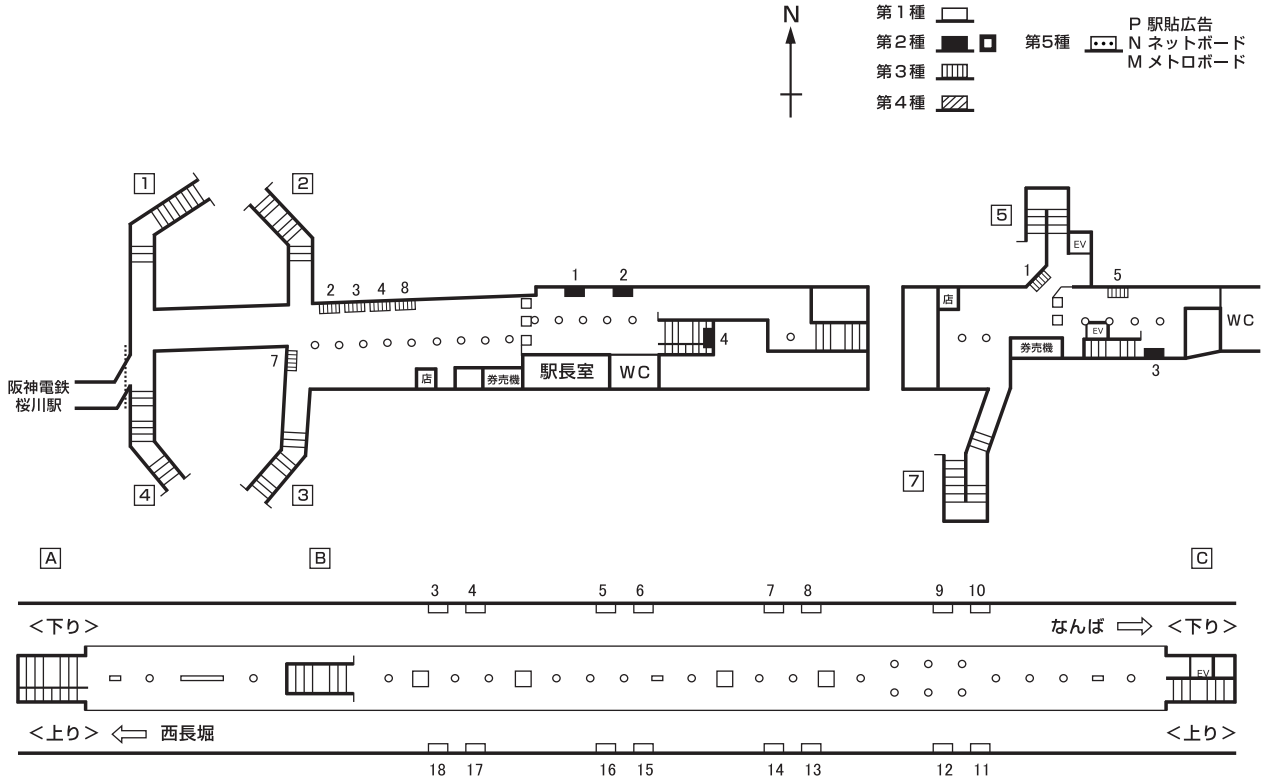 N
第1種
第2種
第3種
第4種
第5種
P 駅貼広告
N ネットボード
M メトロボード
1
2
5
EV
1
5
2 3 4 8
1 2
店
WC
EV
4
7
券売機
3
阪神電鉄
桜川駅
店
券売機
駅長室
WC
4
3
7
A
B
C
3 4 5 6 7 8 9 10
<下り>
なんば
<下り>
EV
<上り>
西長堀
<上り>
18 17 16 15 14 13 12 11